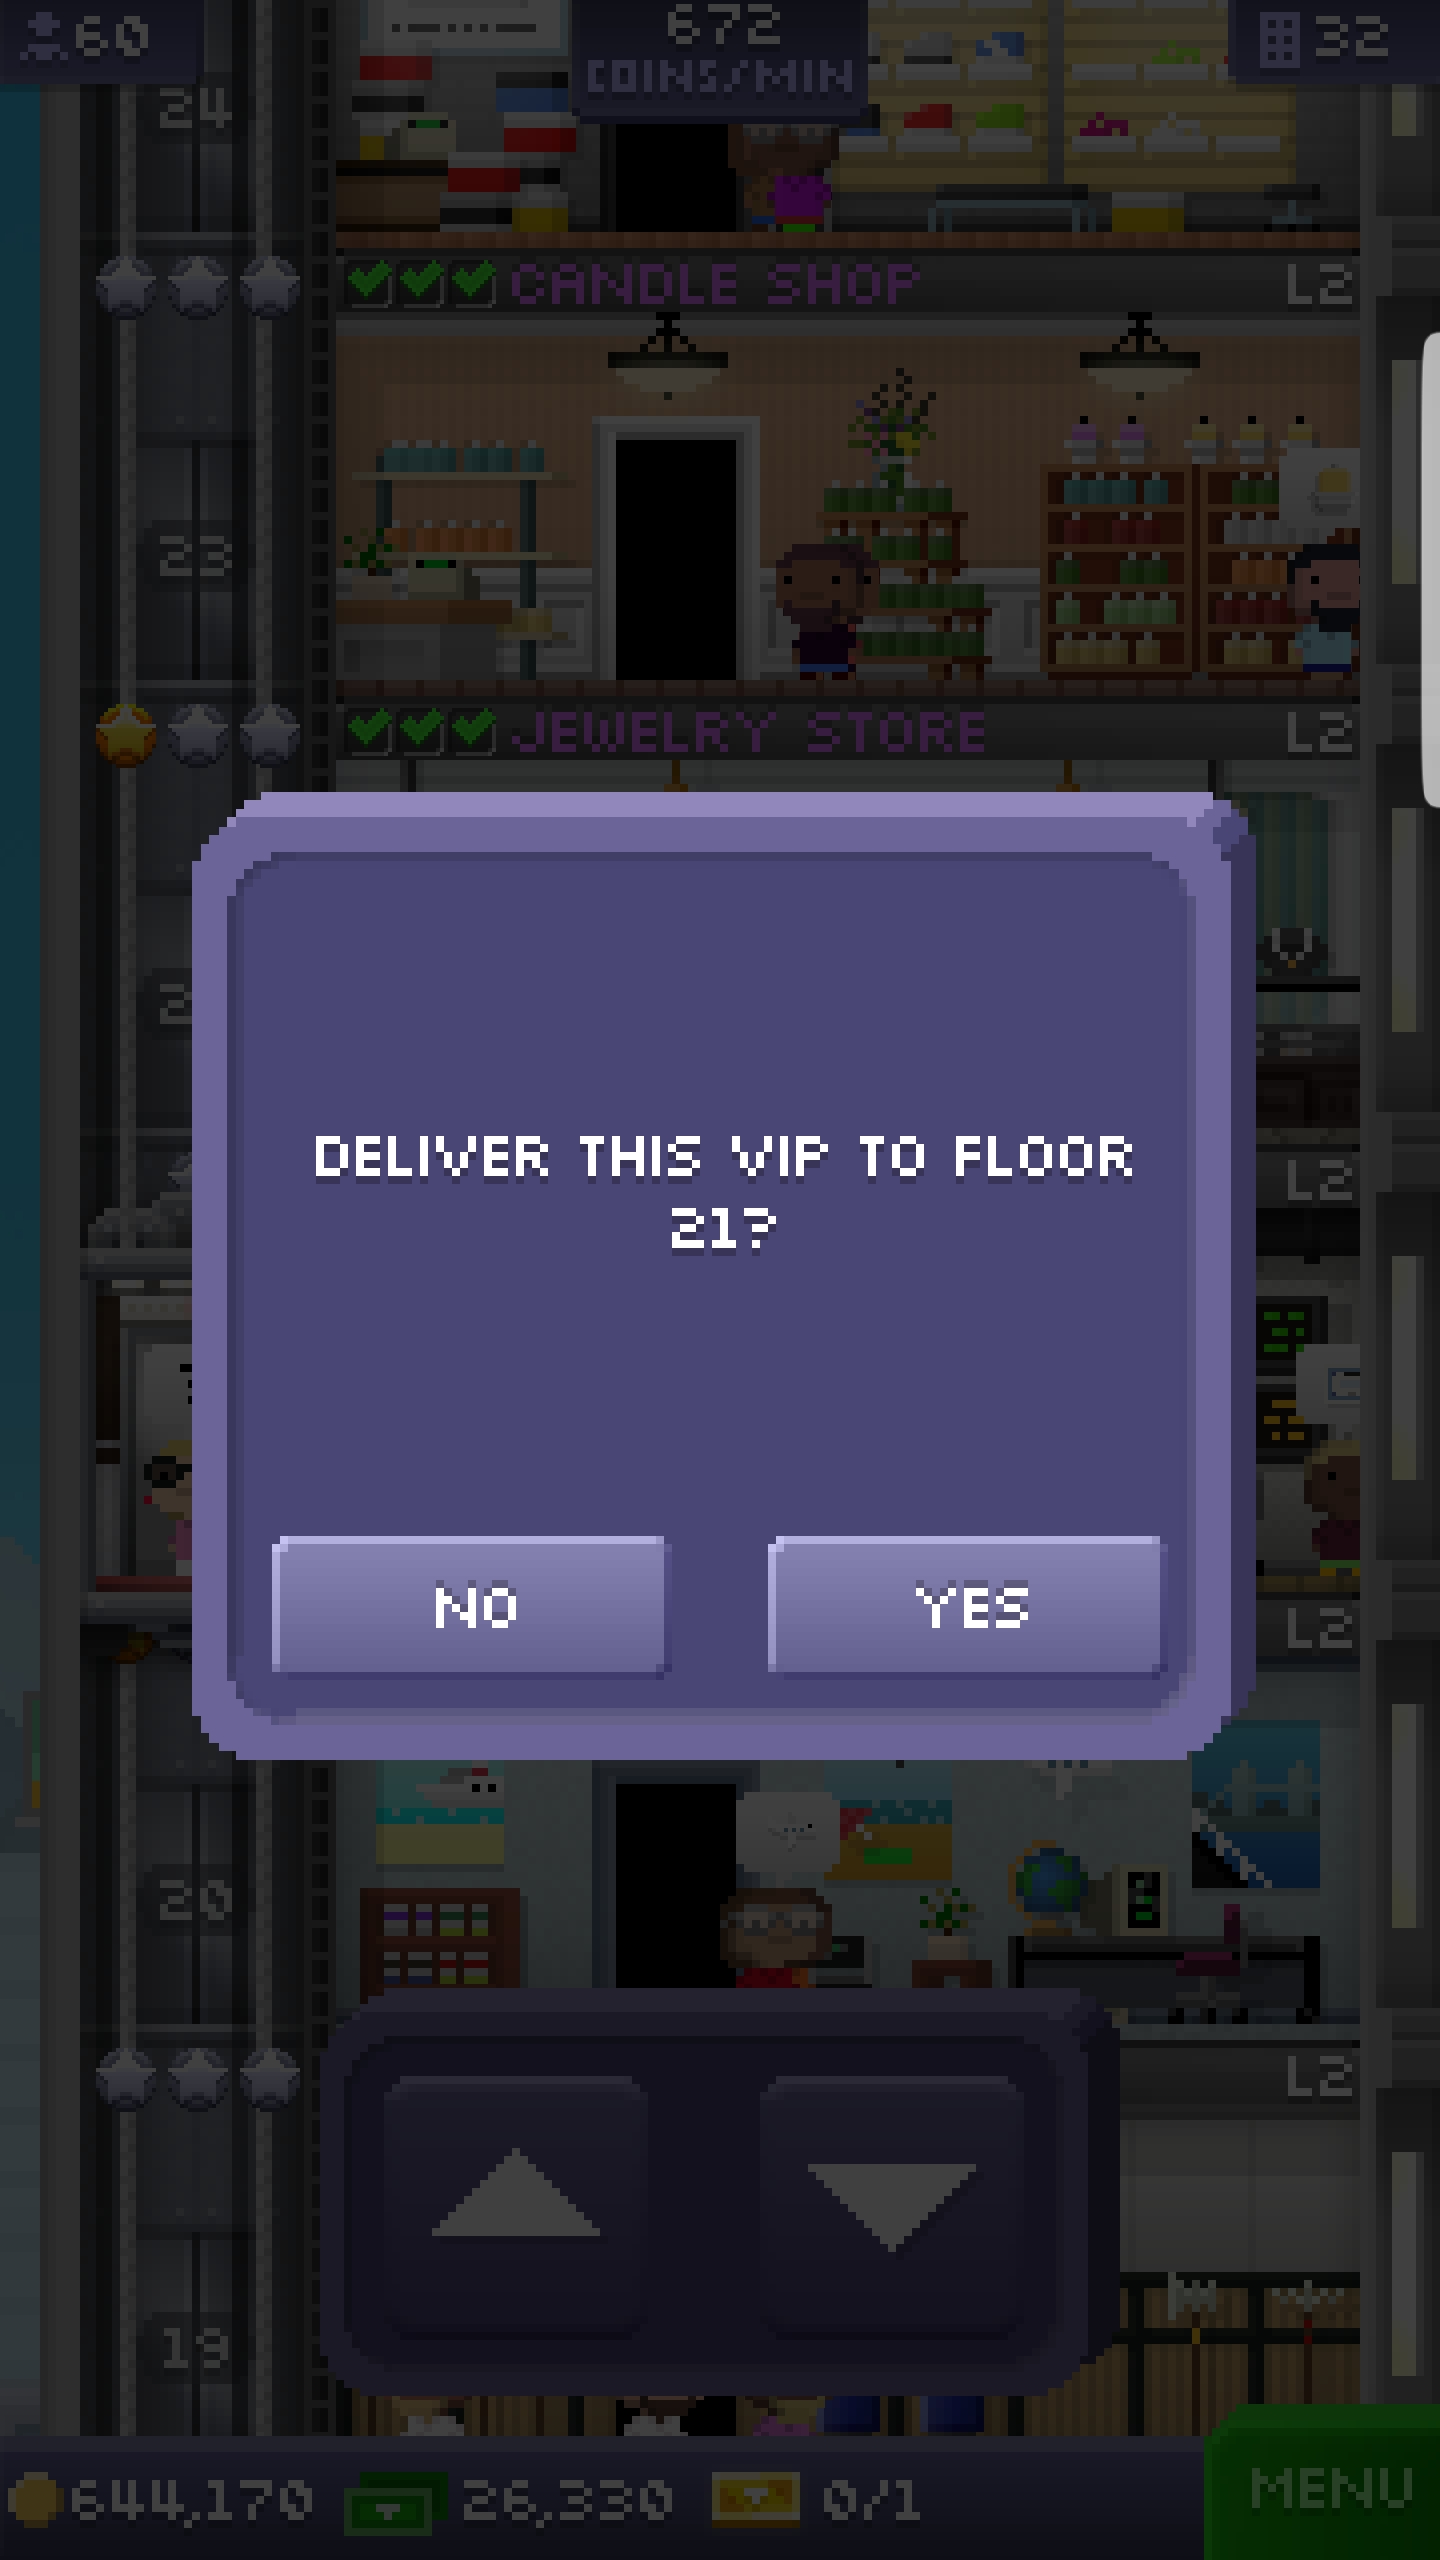 60
672
COINS/MIN
32
24
CANDLE SHOP
L2
23
JEWELRY STORE
L2
L2
DELIVER THIS VIP TO FLOOR
21?
NO
YES
L2
20
L2
19
644,170
26,330
0/1
MENU